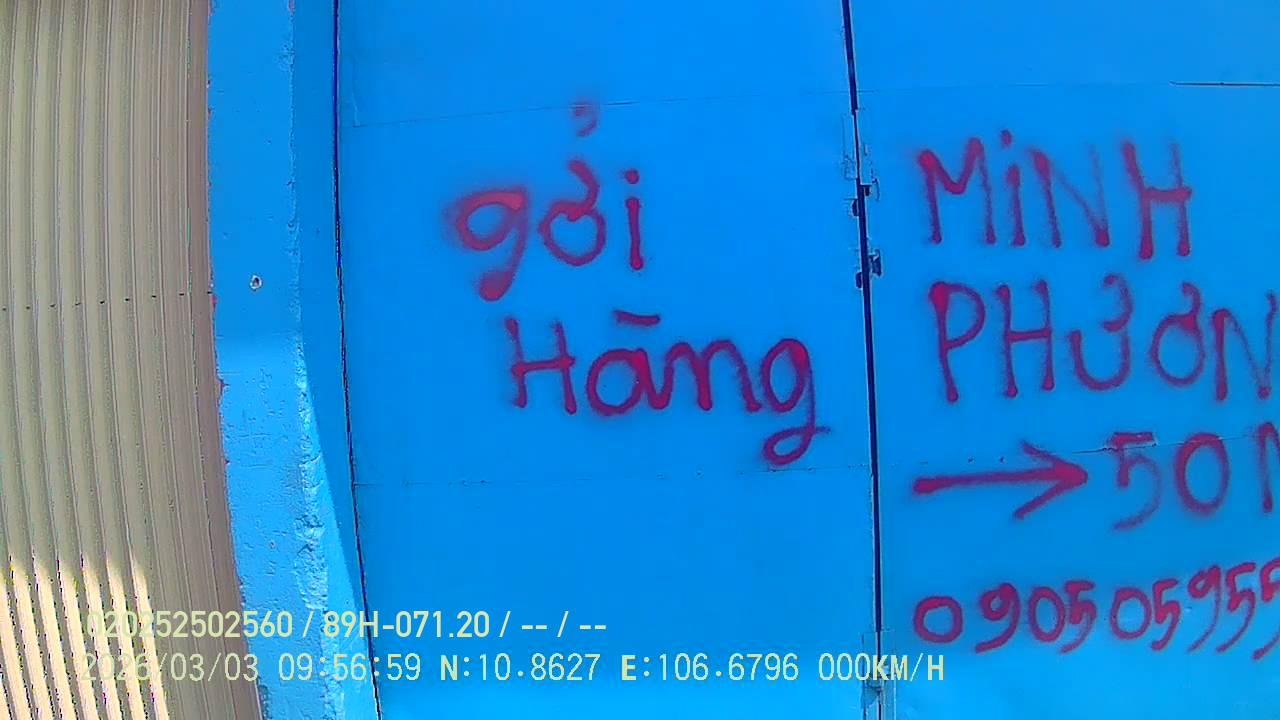 gởi
Hàng
MiNH
PHƯƠN
→ 50
090505955
020252502560 / 89H-071.20 / -- / --
2026/03/03 09:56:59 N:10.8627 E:106.6796 000KM/H